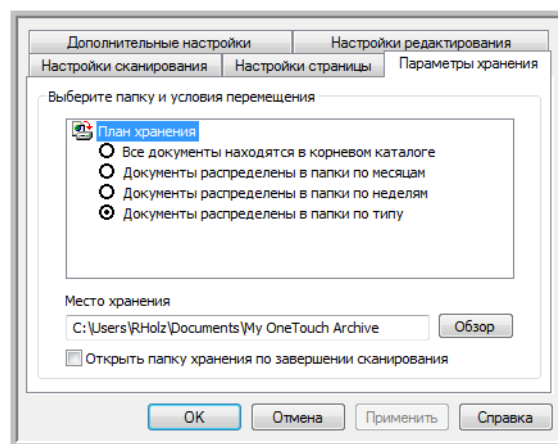 Дополнительные настройки Настройки редактирования
Настройки сканирования Настройки страницы Параметры хранения
Выберите папку и условия перемещения
План хранения
Все документы находятся в корневом каталоге
Документы распределены в папки по месяцам
Документы распределены в папки по неделям
Документы распределены в папки по типу
Место хранения
C:\Users\RHolz\Documents\My OneTouch Archive Обзор
Открыть папку хранения по завершении сканирования
OK Отмена Применить Справка